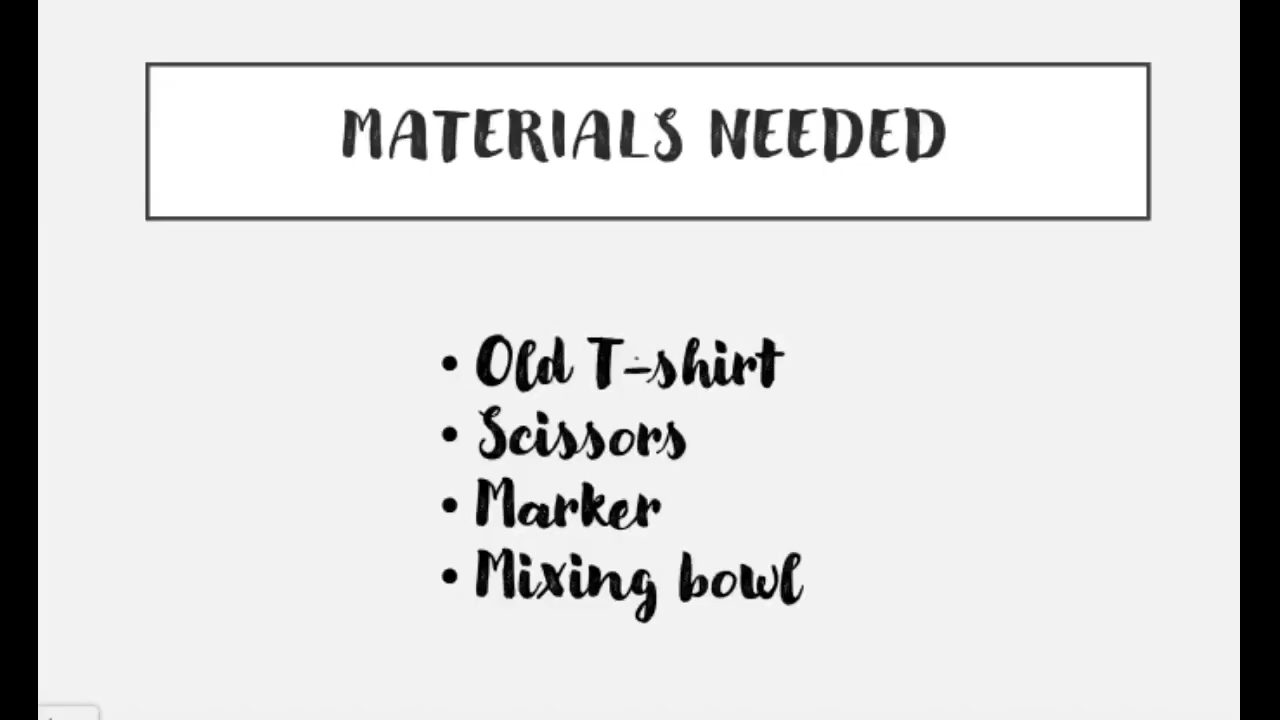 MATERIALS NEEDED
• Old T-shirt
• Scissors
• Marker
• Mixing bowl